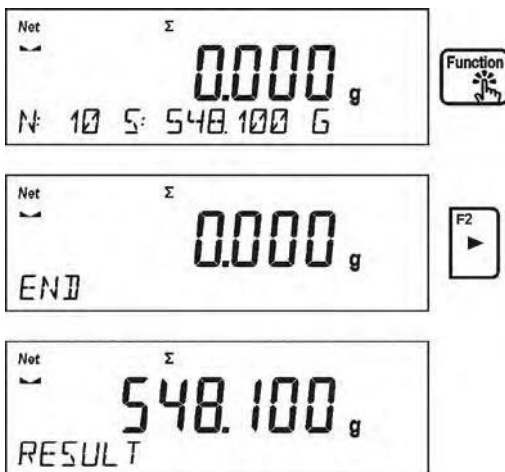 Net Σ
0.000 g
N: 10 S: 548.100 G
Function
Net Σ
0.000 g
END
F2
Net Σ
548.100 g
RESULT